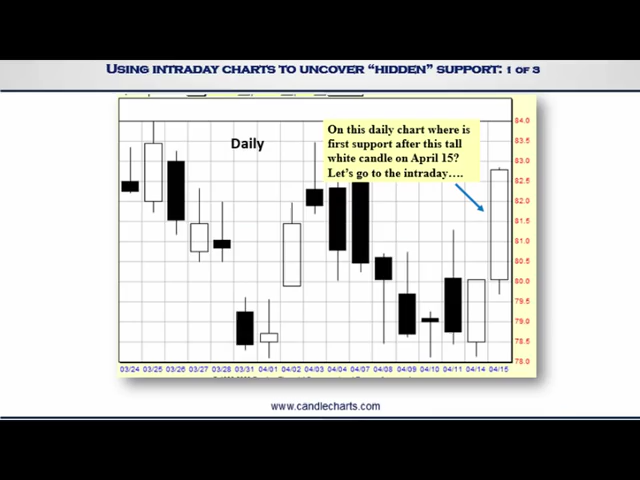 USING INTRADAY CHARTS TO UNCOVER “HIDDEN” SUPPORT: 1 OF 3
Daily
On this daily chart where is
first support after this tall
white candle on April 15?
Let’s go to the intraday….
84.0
83.5
83.0
82.5
82.0
81.5
81.0
80.5
80.0
79.5
79.0
78.5
78.0
03/24 03/25 03/26 03/27 03/28 03/31 04/01 04/02 04/03 04/04 04/07 04/08 04/09 04/10 04/11 04/14 04/15
www.candlecharts.com